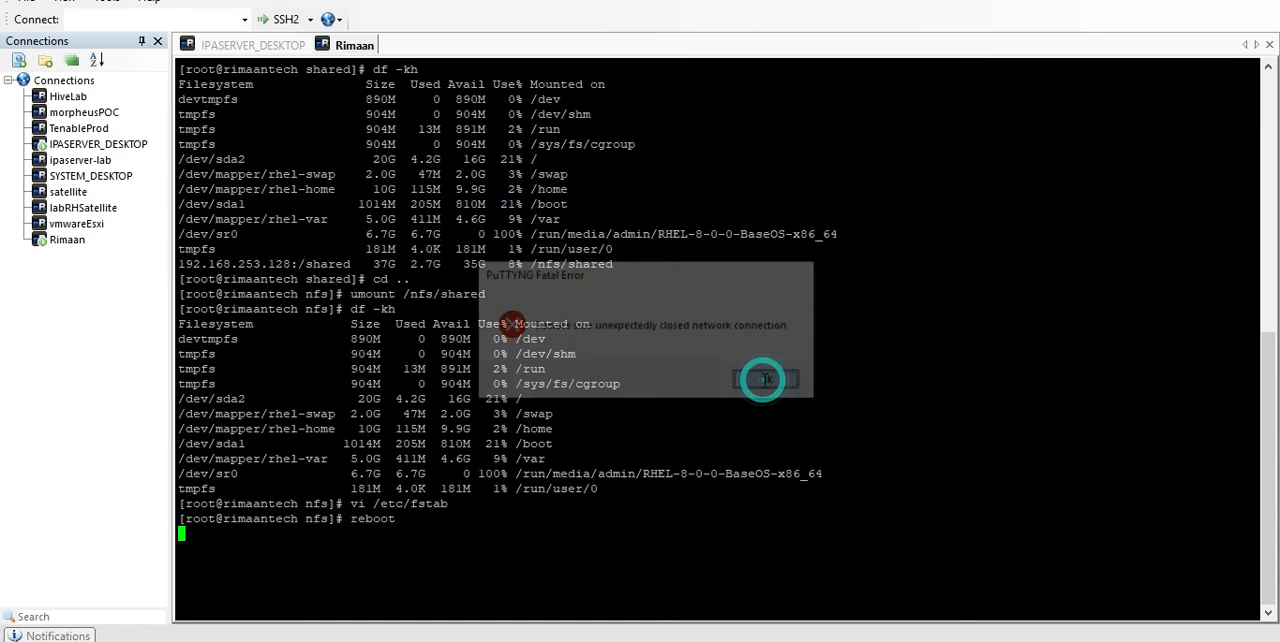 Connect: SSH2
Connections
IPASERVER_DESKTOP Rimaan
Connections
HiveLab
morpheusPOC
TenableProd
IPASERVER_DESKTOP
ipaserver-lab
SYSTEM_DESKTOP
satellite
labRHSatellite
vmwareEsxi
Rimaan
[root@rimaantech shared]# df -kh
Filesystem Size Used Avail Use% Mounted on
devtmpfs 890M 0 890M 0% /dev
tmpfs 904M 0 904M 0% /dev/shm
tmpfs 904M 13M 891M 2% /run
tmpfs 904M 0 904M 0% /sys/fs/cgroup
/dev/sda2 20G 4.2G 16G 21% /
/dev/mapper/rhel-swap 2.0G 47M 2.0G 3% /swap
/dev/mapper/rhel-home 10G 115M 9.9G 2% /home
/dev/sda1 1014M 205M 810M 21% /boot
/dev/mapper/rhel-var 5.0G 411M 4.6G 9% /var
/dev/sr0 6.7G 6.7G 0 100% /run/media/admin/RHEL-8-0-0-BaseOS-x86_64
tmpfs 181M 4.0K 181M 1% /run/user/0
192.168.253.128:/shared 37G 2.7G 35G 8% /nfs/shared
[root@rimaantech shared]# cd ..
[root@rimaantech nfs]# umount /nfs/shared
[root@rimaantech nfs]# df -kh
Filesystem Size Used Avail Use% Mounted on
devtmpfs 890M 0 890M 0% /dev
tmpfs 904M 0 904M 0% /dev/shm
tmpfs 904M 13M 891M 2% /run
tmpfs 904M 0 904M 0% /sys/fs/cgroup
/dev/sda2 20G 4.2G 16G 21% /
/dev/mapper/rhel-swap 2.0G 47M 2.0G 3% /swap
/dev/mapper/rhel-home 10G 115M 9.9G 2% /home
/dev/sda1 1014M 205M 810M 21% /boot
/dev/mapper/rhel-var 5.0G 411M 4.6G 9% /var
/dev/sr0 6.7G 6.7G 0 100% /run/media/admin/RHEL-8-0-0-BaseOS-x86_64
tmpfs 181M 4.0K 181M 1% /run/user/0
[root@rimaantech nfs]# vi /etc/fstab
[root@rimaantech nfs]# reboot
PuTTYNG Fatal Error
unexpectedly closed network connection
Search
Notifications